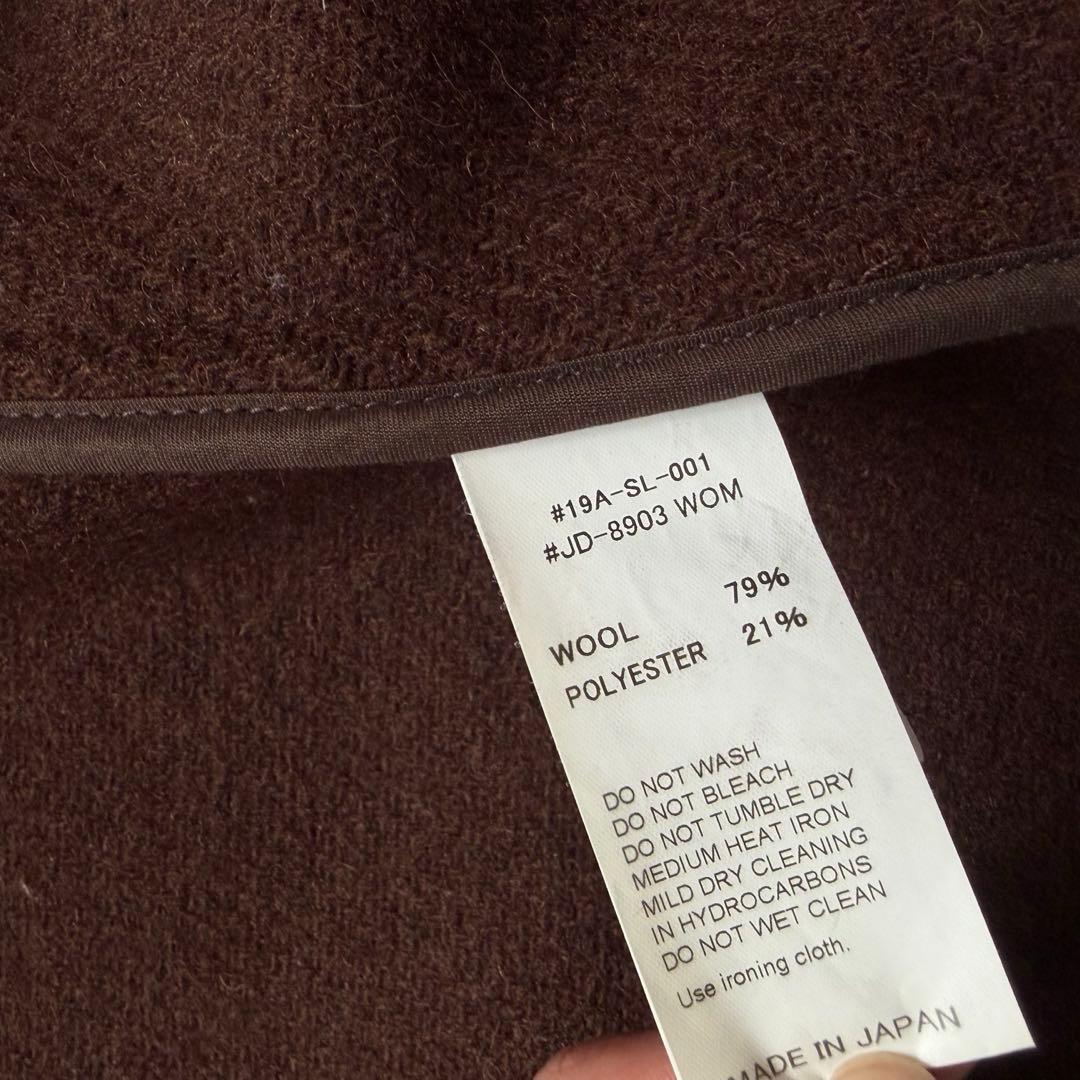 #19A-SL-001
#JD-8903 WOM
WOOL 79%
POLYESTER 21%
DO NOT WASH
DO NOT BLEACH
DO NOT TUMBLE DRY
MEDIUM HEAT IRON
MILD DRY CLEANING
IN HYDROCARBONS
DO NOT WET CLEAN
Use ironing cloth.
MADE IN JAPAN